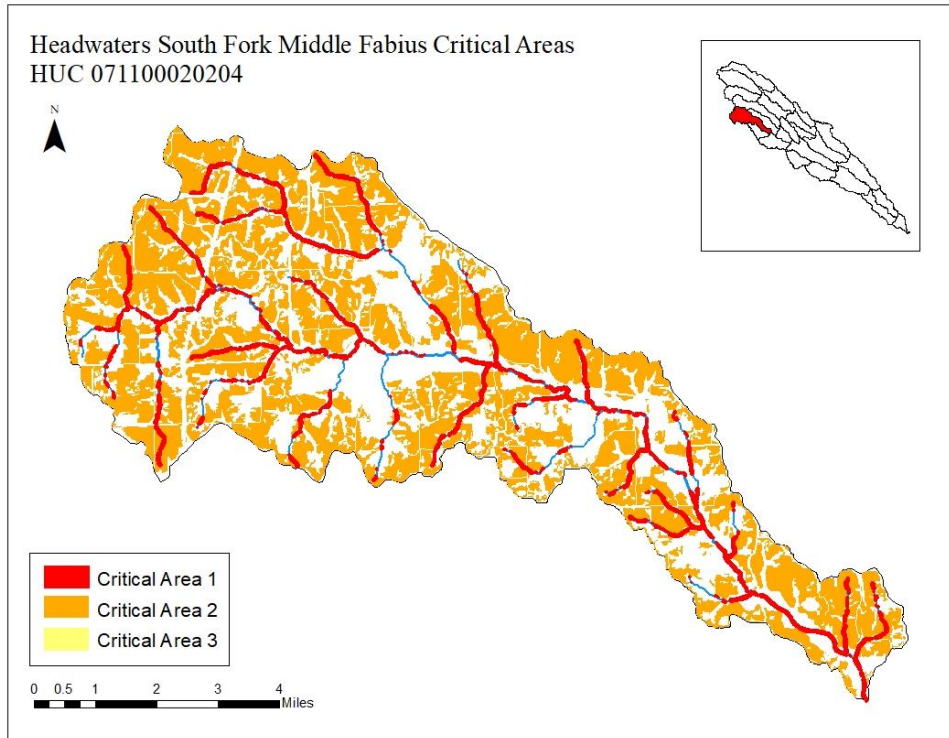 Headwaters South Fork Middle Fabius Critical Areas
HUC 071100020204
N
Critical Area 1
Critical Area 2
Critical Area 3
0 0.5 1 2 3 4
Miles